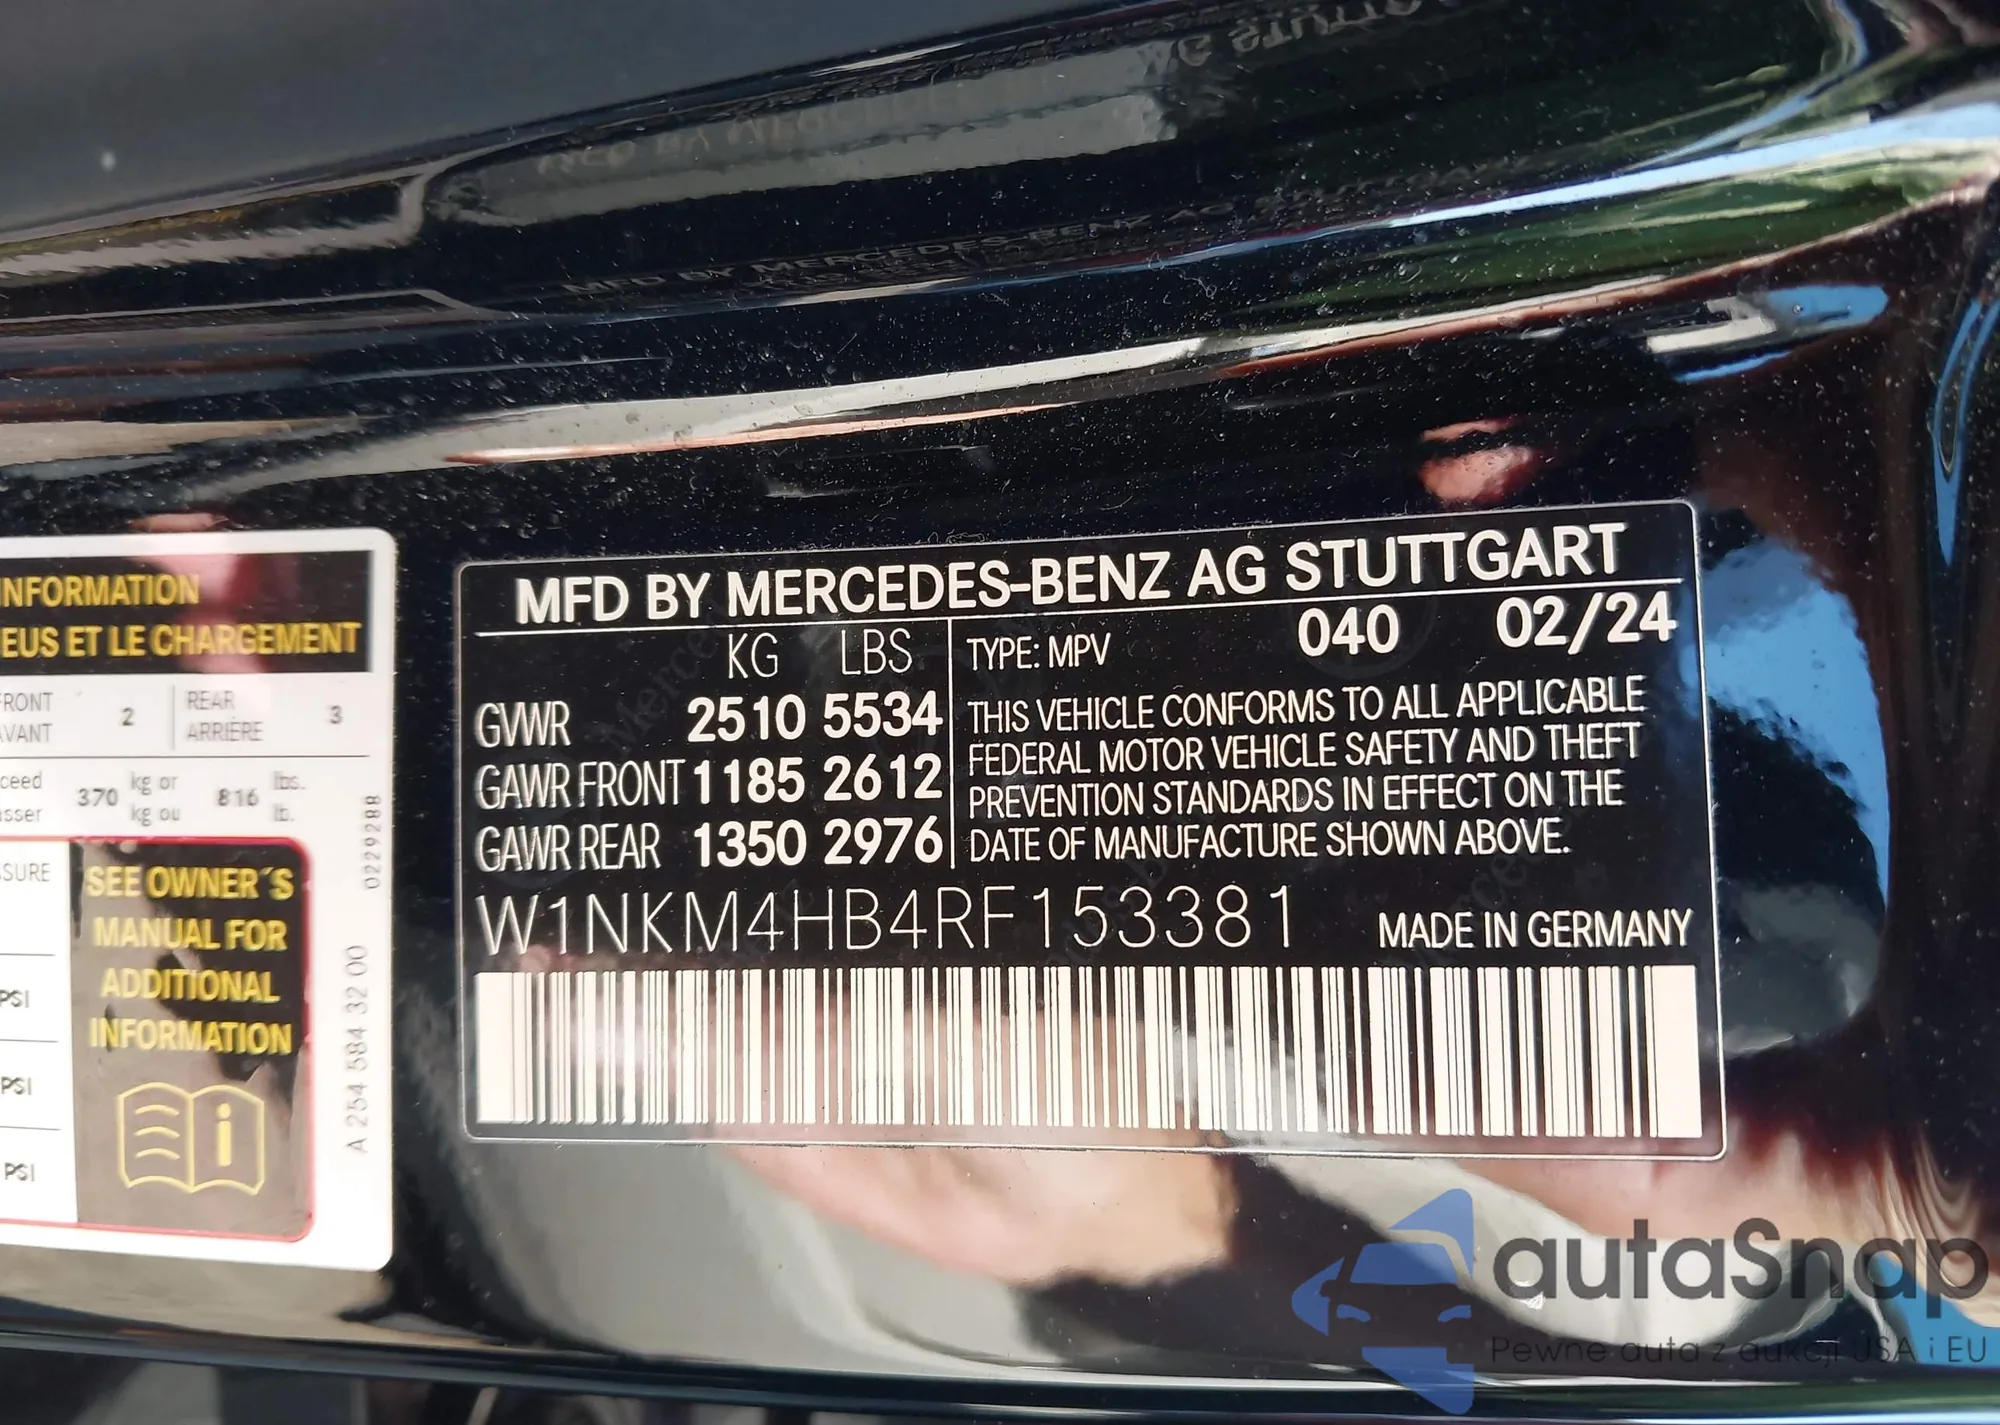 INFORMATION
EUS ET LE CHARGEMENT
FRONT 2 REAR 3
AVANT ARRIÈRE
ceed 370 kg or 816 lbs.
sser kg ou lb.
0229288
SSURE
PSI
PSI
PSI
SEE OWNER´S
MANUAL FOR
ADDITIONAL
INFORMATION
i
A 254 584 32 00
MFD BY MERCEDES-BENZ AG STUTTGART
KG LBS
GVWR 2510 5534
GAWR FRONT 1185 2612
GAWR REAR 1350 2976
TYPE: MPV 040 02/24
THIS VEHICLE CONFORMS TO ALL APPLICABLE
FEDERAL MOTOR VEHICLE SAFETY AND THEFT
PREVENTION STANDARDS IN EFFECT ON THE
DATE OF MANUFACTURE SHOWN ABOVE.
W1NKM4HB4RF153381 MADE IN GERMANY
autaSnap
Pewne auta z aukcji USA i EU